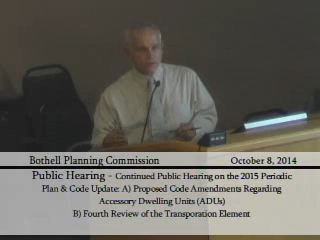 Bothell Planning Commission October 8, 2014
Public Hearing - Continued Public Hearing on the 2015 Periodic
Plan & Code Update: A) Proposed Code Amendments Regarding
Accessory Dwelling Units (ADUs)
B) Fourth Review of the Transporation Element